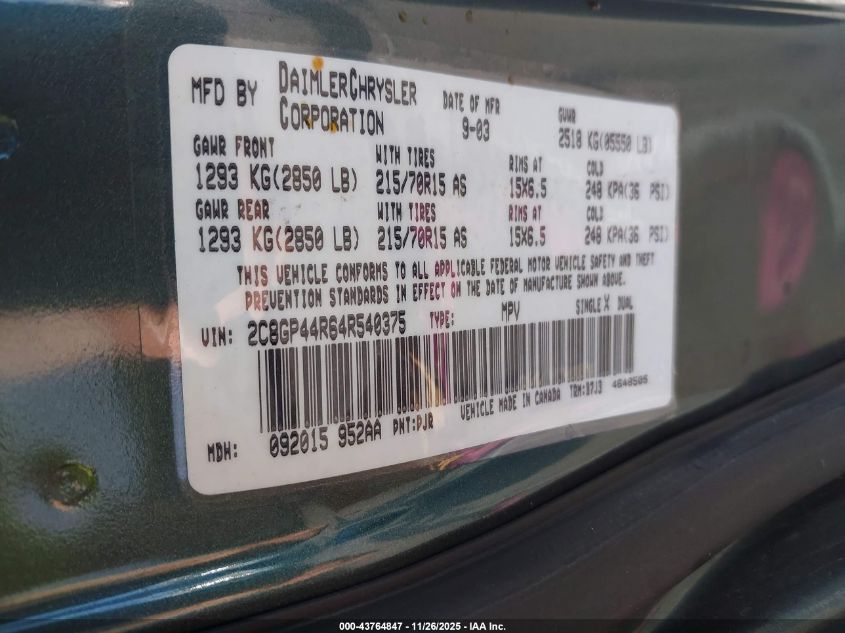 MFD BY DAIMLERCHRYSLER CORPORATION DATE OF MFR 9-03 GVWR 2518 KG(05550 LB)
GAWR FRONT WITH TIRES RIMS AT COLD
1293 KG(2850 LB) 215/70R15 AS 15X6.5 248 KPA(36 PSI)
GAWR REAR WITH TIRES RIMS AT COLD
1293 KG(2850 LB) 215/70R15 AS 15X6.5 248 KPA(36 PSI)
THIS VEHICLE CONFORMS TO ALL APPLICABLE FEDERAL MOTOR VEHICLE SAFETY AND THEFT
PREVENTION STANDARDS IN EFFECT ON THE DATE OF MANUFACTURE SHOWN ABOVE.
VIN: 2C8GP44R64R540375 TYPE: MPV SINGLE X DUAL
MDH: 092015 952AA PNT:PJR VEHICLE MADE IN CANADA TRM:B7J3 4648505
000-43764847 • 11/26/2025 • IAA Inc.